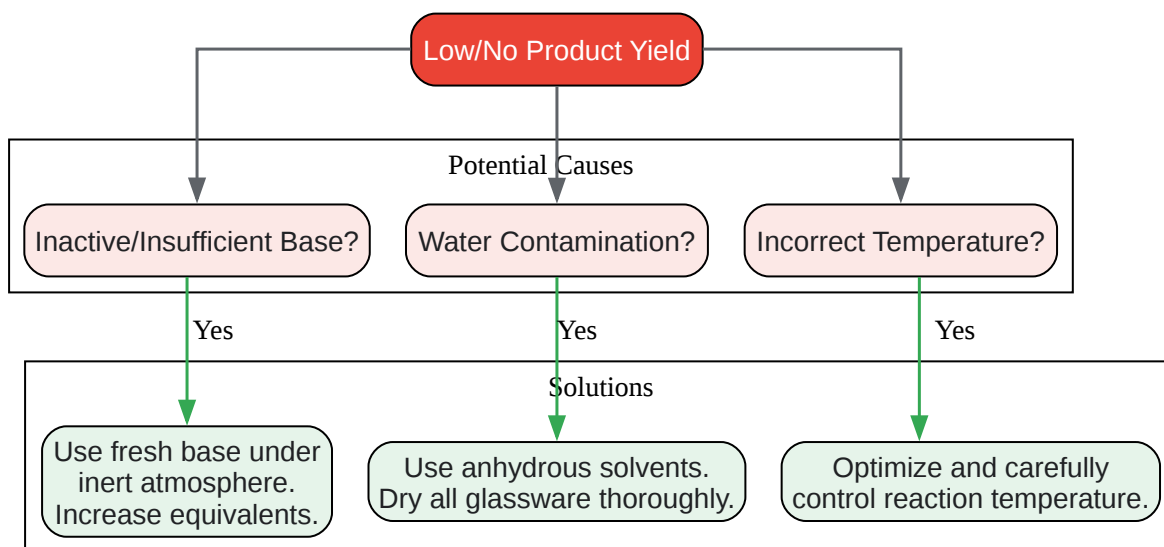 Low/No Product Yield
Potential Causes
Inactive/Insufficient Base?
Water Contamination?
Incorrect Temperature?
Yes
Yes
Yes
Solutions
Use fresh base under
inert atmosphere.
Increase equivalents.
Use anhydrous solvents.
Dry all glassware thoroughly.
Optimize and carefully
control reaction temperature.